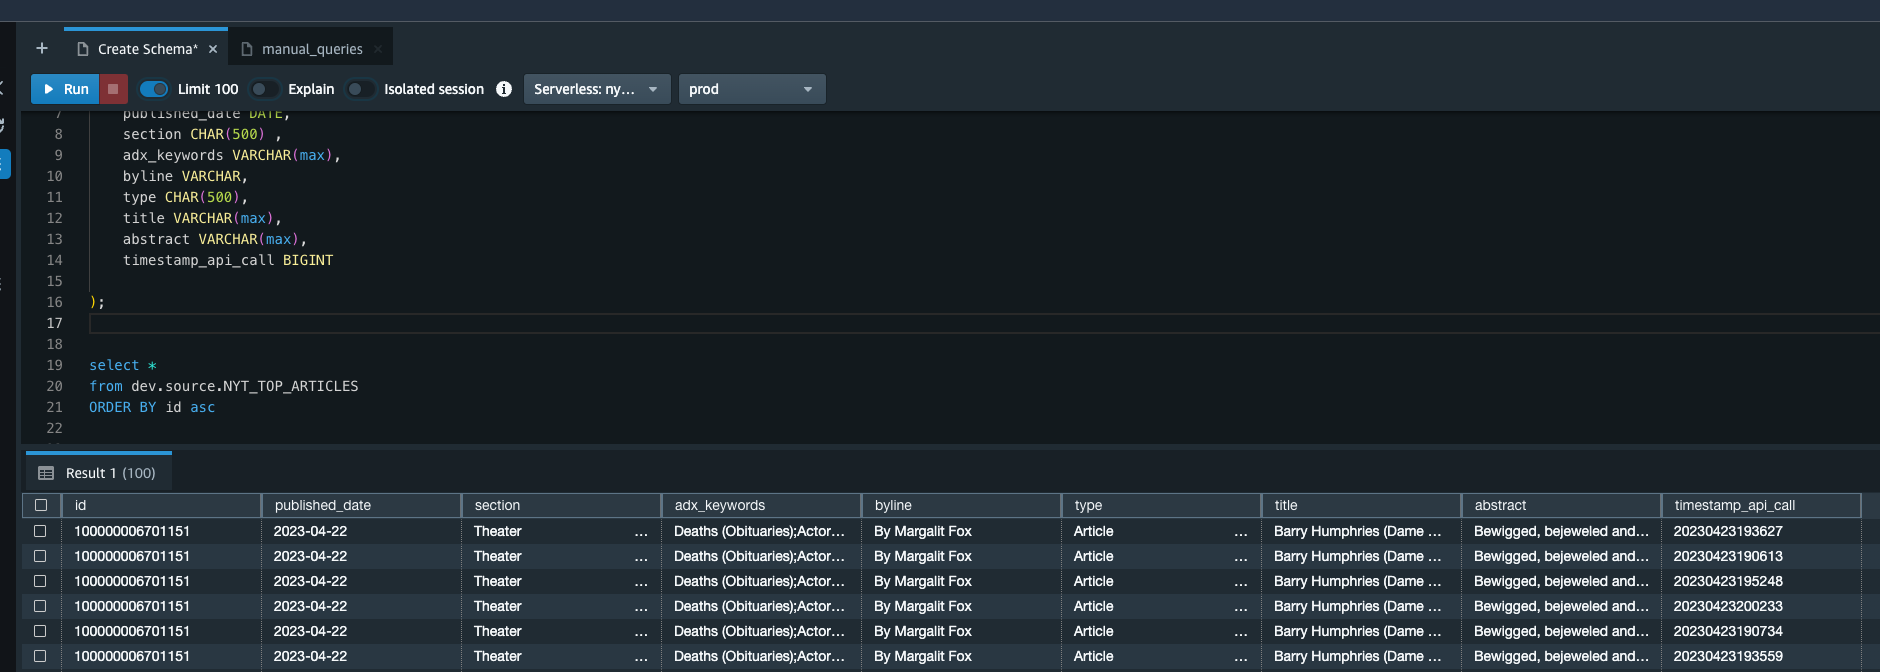 + Create Schema* × manual_queries ×
Run Limit 100 Explain Isolated session i Serverless: ny... prod
7 published_date DATE,
8 section CHAR(500) ,
9 adx_keywords VARCHAR(max),
10 byline VARCHAR,
11 type CHAR(500),
12 title VARCHAR(max),
13 abstract VARCHAR(max),
14 timestamp_api_call BIGINT
15
16 );
17
18
19 select *
20 from dev.source.NYT_TOP_ARTICLES
21 ORDER BY id asc
22
Result 1 (100)
id published_date section adx_keywords byline type title abstract timestamp_api_call
100000006701151 2023-04-22 Theater ... Deaths (Obituaries);Actor... By Margalit Fox Article ... Barry Humphries (Dame ... Bewigged, bejeweled and... 20230423193627
100000006701151 2023-04-22 Theater ... Deaths (Obituaries);Actor... By Margalit Fox Article ... Barry Humphries (Dame ... Bewigged, bejeweled and... 20230423190613
100000006701151 2023-04-22 Theater ... Deaths (Obituaries);Actor... By Margalit Fox Article ... Barry Humphries (Dame ... Bewigged, bejeweled and... 20230423195248
100000006701151 2023-04-22 Theater ... Deaths (Obituaries);Actor... By Margalit Fox Article ... Barry Humphries (Dame ... Bewigged, bejeweled and... 20230423200233
100000006701151 2023-04-22 Theater ... Deaths (Obituaries);Actor... By Margalit Fox Article ... Barry Humphries (Dame ... Bewigged, bejeweled and... 20230423190734
100000006701151 2023-04-22 Theater ... Deaths (Obituaries);Actor... By Margalit Fox Article ... Barry Humphries (Dame ... Bewigged, bejeweled and... 20230423193559